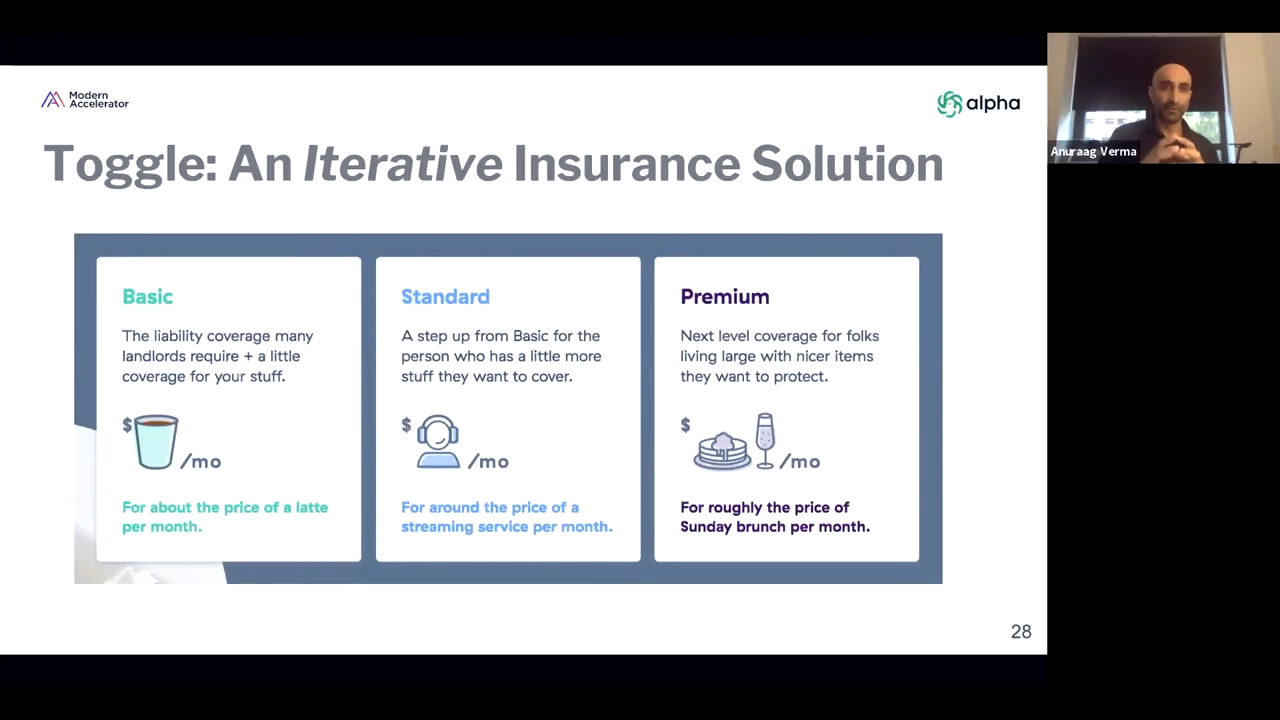 Modern
Accelerator
alpha
Toggle: An Iterative Insurance Solution
Anuraag Verma
Basic
The liability coverage many
landlords require + a little
coverage for your stuff.
$
/mo
For about the price of a latte
per month.
Standard
A step up from Basic for the
person who has a little more
stuff they want to cover.
$
/mo
For around the price of a
streaming service per month.
Premium
Next level coverage for folks
living large with nicer items
they want to protect.
$
/mo
For roughly the price of
Sunday brunch per month.
28